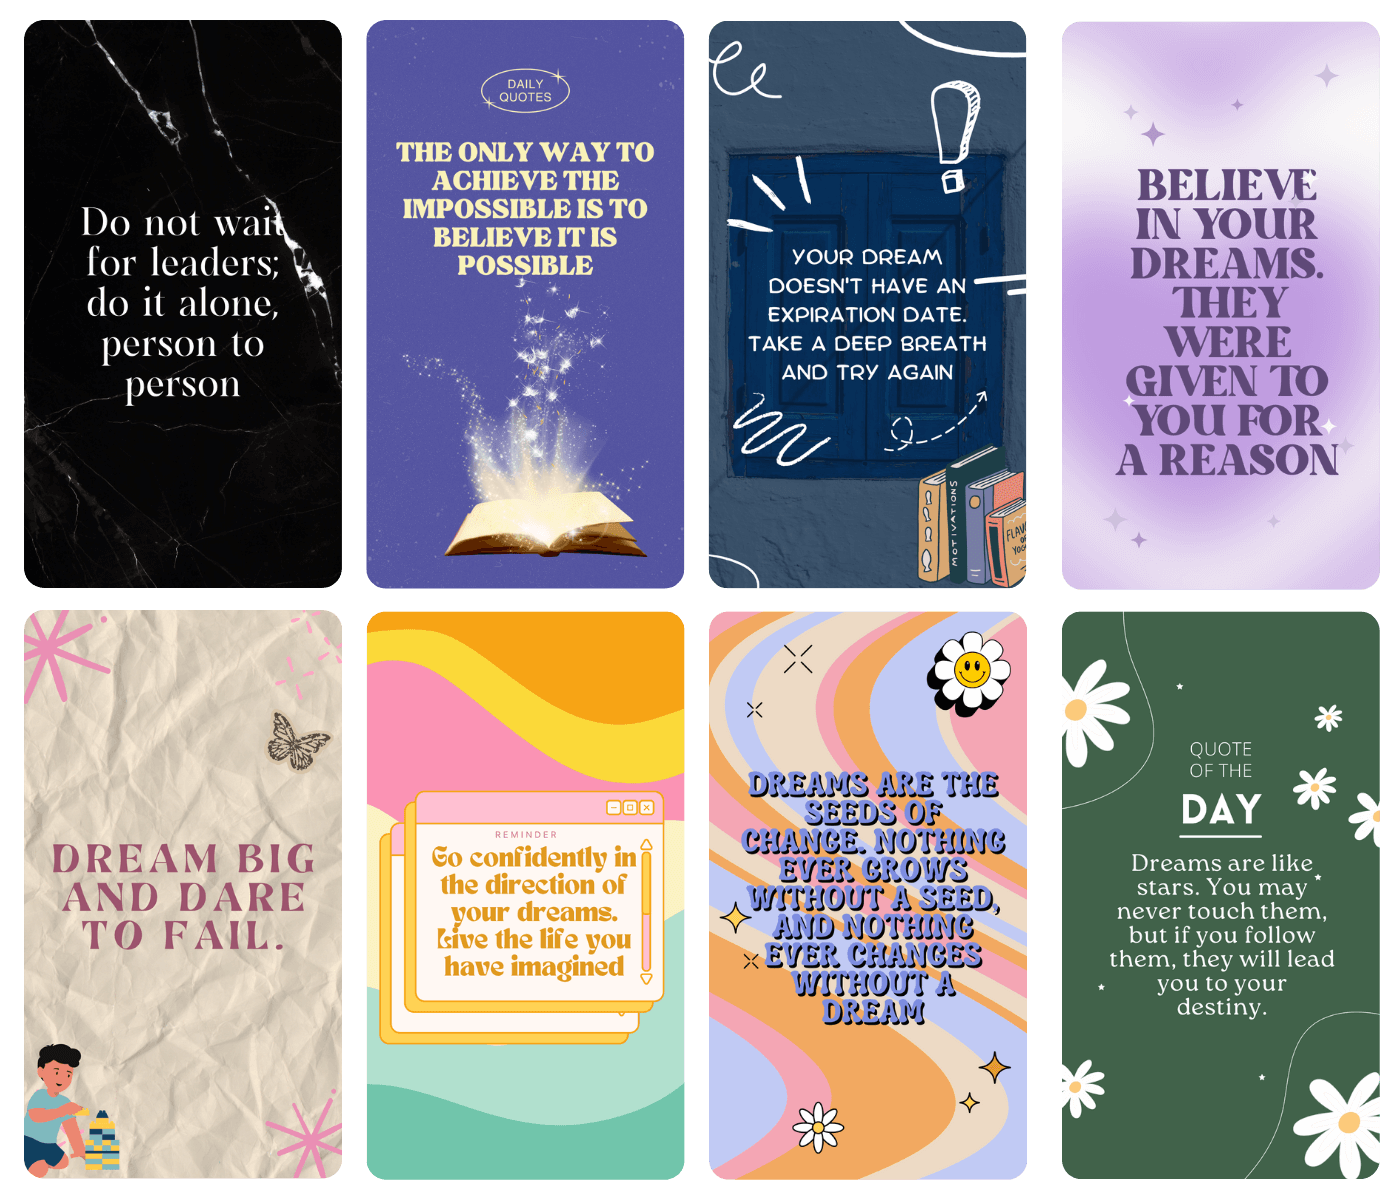 Do not wait
for leaders;
do it alone,
person to
person
DAILY
QUOTES
THE ONLY WAY TO
ACHIEVE THE
IMPOSSIBLE IS TO
BELIEVE IT IS
POSSIBLE
YOUR DREAM
DOESN'T HAVE AN
EXPIRATION DATE.
TAKE A DEEP BREATH
AND TRY AGAIN
MOTIVATIONS
BELIEVE
IN YOUR
DREAMS.
THEY
WERE
GIVEN TO
YOU FOR
A REASON
DREAM BIG
AND DARE
TO FAIL.
REMINDER
Go confidently in
the direction of
your dreams.
Live the life you
have imagined
DREAMS ARE THE
SEEDS OF
CHANGE. NOTHING
EVER GROWS
WITHOUT A SEED,
AND NOTHING
EVER CHANGES
WITHOUT A
DREAM
QUOTE
OF THE
DAY
Dreams are like
stars. You may
never touch them,
but if you follow
them, they will lead
you to your
destiny.